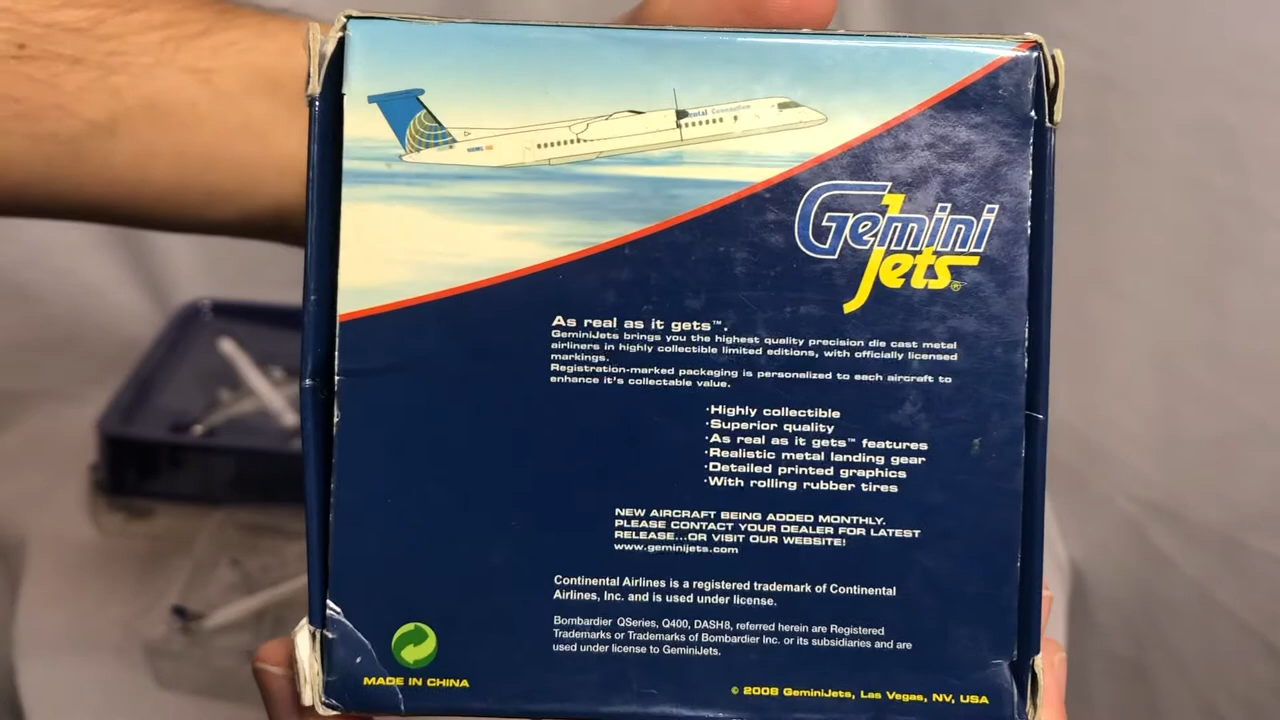 Connection
Gemini
Jets®
As real as it gets™.
GeminiJets brings you the highest quality precision die cast metal
airliners in highly collectible limited editions, with officially licensed
markings.
Registration-marked packaging is personalized to each aircraft to
enhance it's collectable value.
·Highly collectible
·Superior quality
·As real as it gets™ features
·Realistic metal landing gear
·Detailed printed graphics
·With rolling rubber tires
NEW AIRCRAFT BEING ADDED MONTHLY.
PLEASE CONTACT YOUR DEALER FOR LATEST
RELEASE...OR VISIT OUR WEBSITE!
www.geminijets.com
Continental Airlines is a registered trademark of Continental
Airlines, Inc. and is used under license.
Bombardier QSeries, Q400, DASH8, referred herein are Registered
Trademarks or Trademarks of Bombardier Inc. or its subsidiaries and are
used under license to GeminiJets.
MADE IN CHINA
© 2008 GeminiJets, Las Vegas, NV, USA